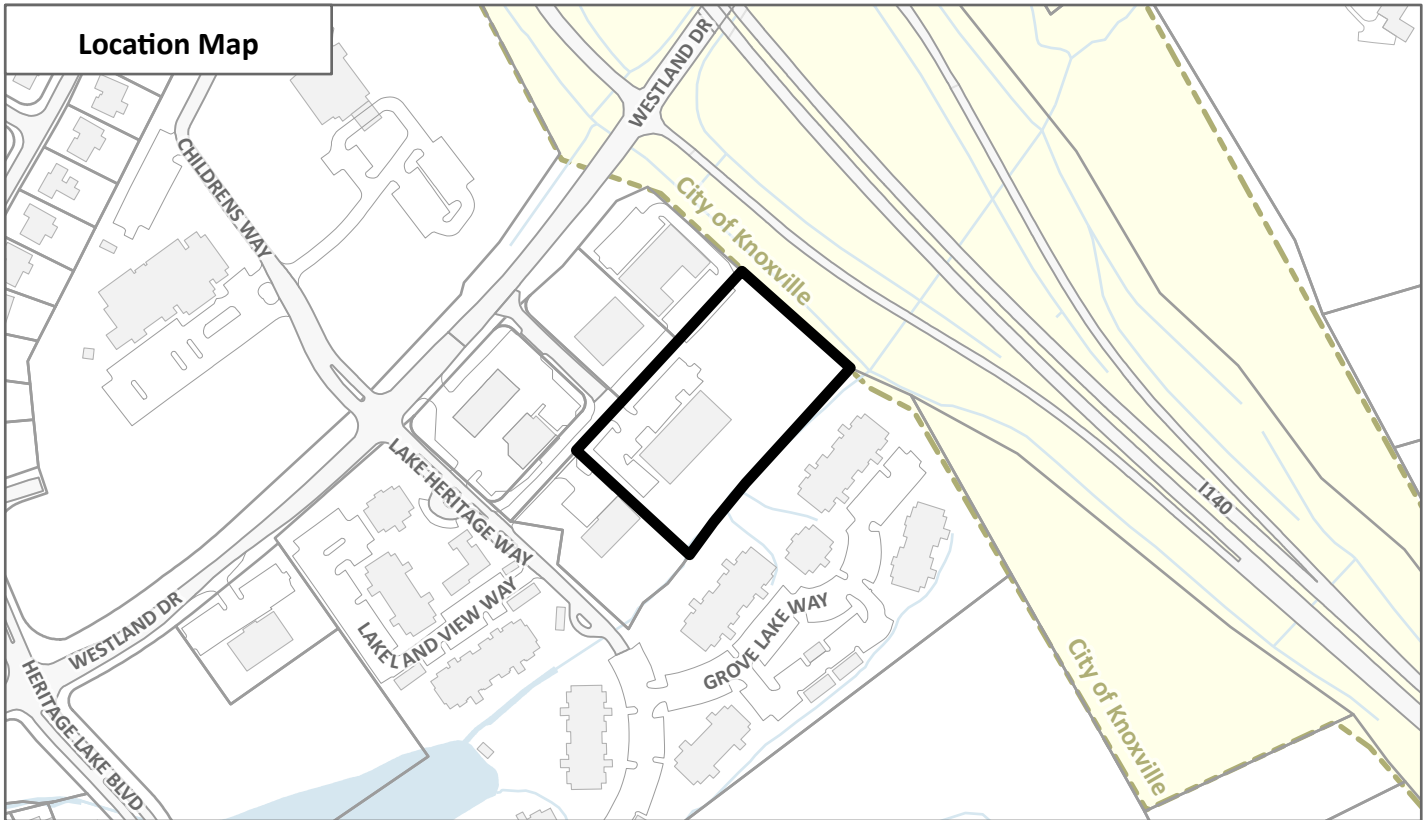 Location Map
WESTLAND DR
CHILDRENS WAY
City of Knoxville
LAKE HERITAGE WAY
I140
LAKELAND VIEW WAY
GROVE LAKE WAY
WESTLAND DR
HERITAGE LAKE BLVD
City of Knoxville